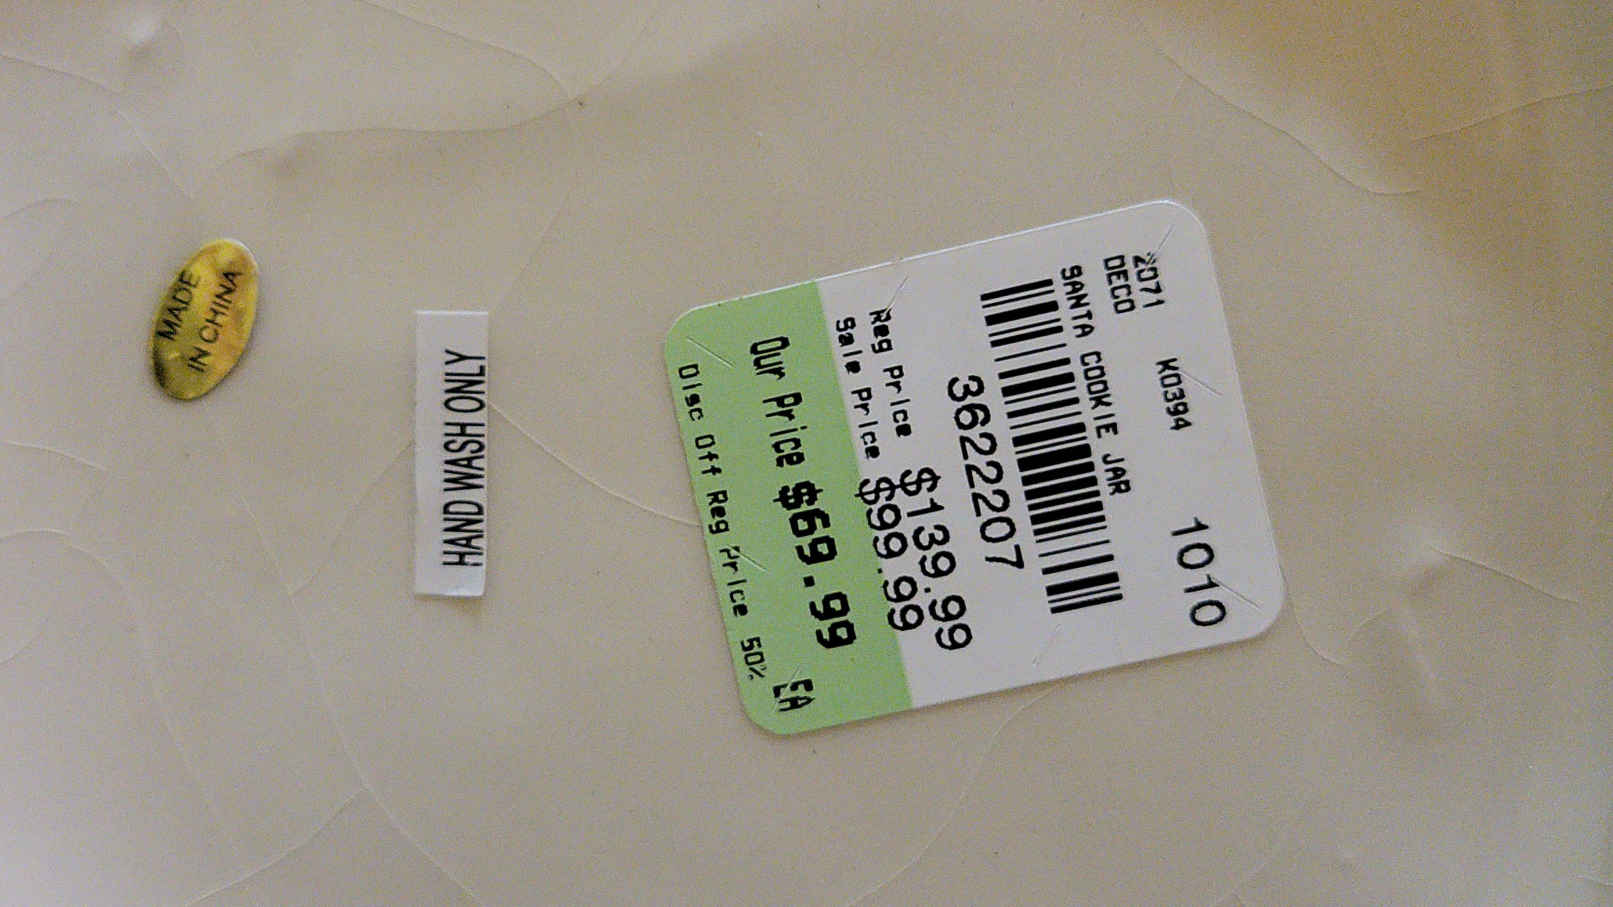 MADE
IN CHINA
HAND WASH ONLY
2071 K0394 1010
DECO
SANTA COOKIE JAR
3622207
Reg Price $139.99
Sale Price $99.99
Our Price $69.99 EA
Disc Off Reg Price 50%